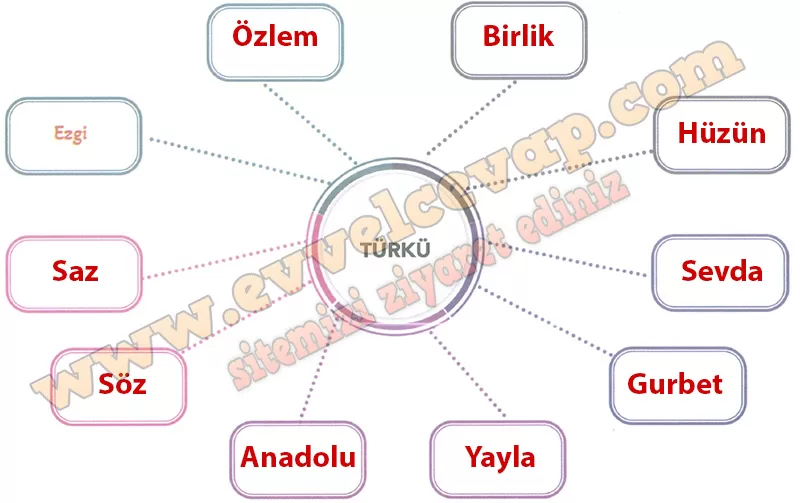 Özlem
Birlik
Ezgi
Hüzün
TÜRKÜ
Saz
Sevda
Söz
Gurbet
Anadolu
Yayla
www.evvelcevap.com
sitemizi ziyaret ediniz